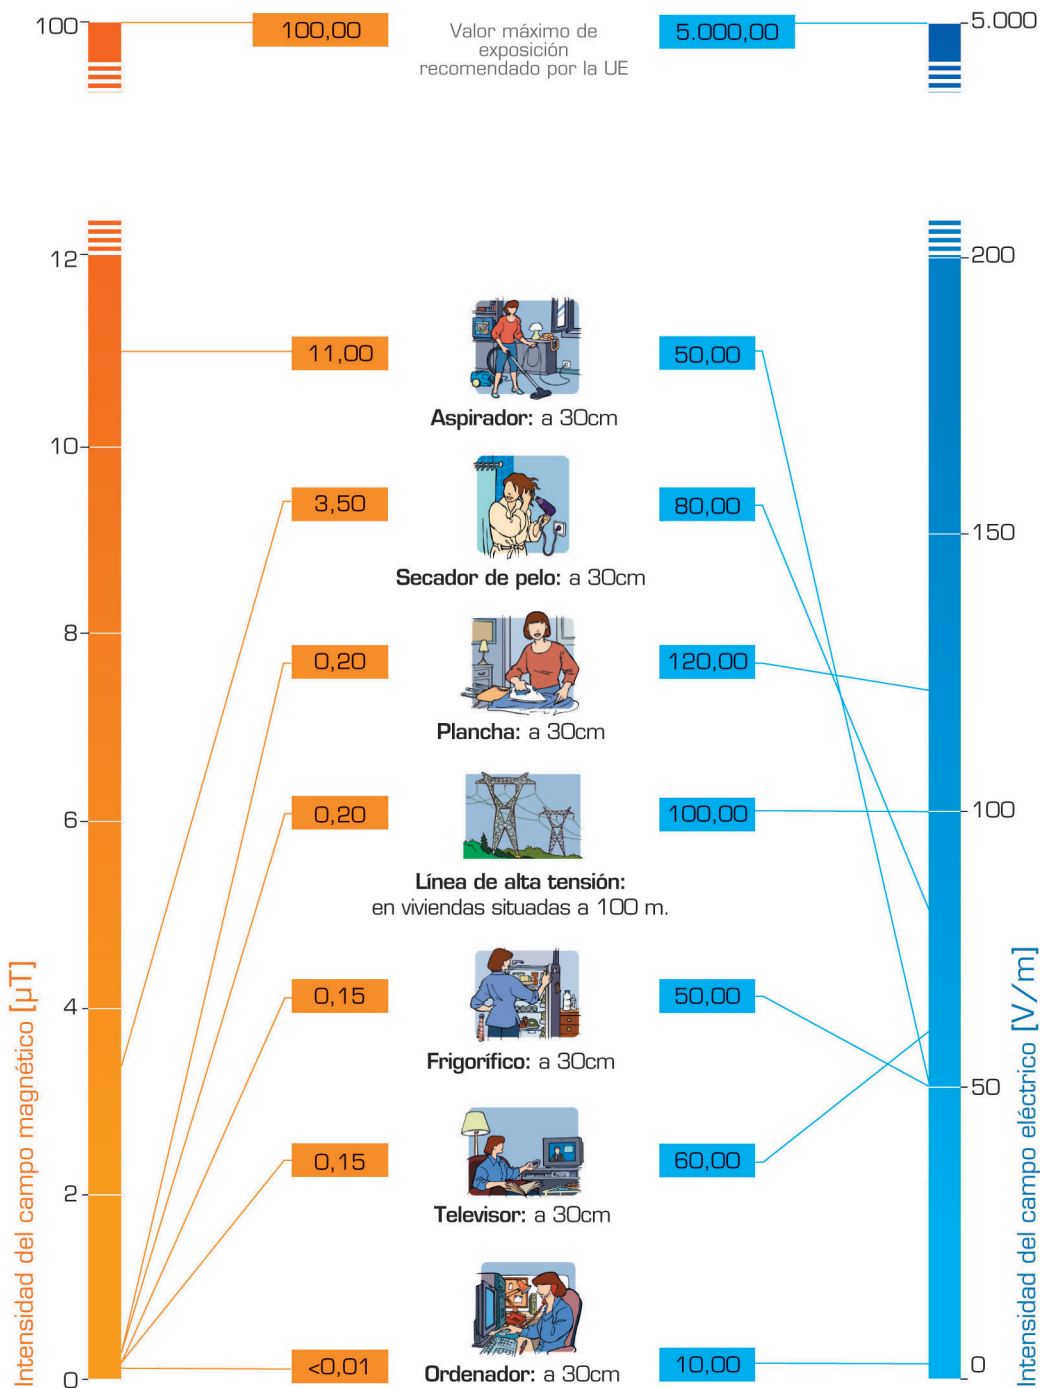 100
100,00
Valor máximo de
exposición
recomendado por la UE
5.000,00
5.000
12
200
11,00
50,00
Aspirador: a 30cm
10
3,50
80,00
150
Secador de pelo: a 30cm
8
0,20
120,00
Plancha: a 30cm
6
0,20
100,00
100
Línea de alta tensión:
en viviendas situadas a 100 m.
4
0,15
50,00
Frigorífico: a 30cm
50
2
0,15
60,00
Televisor: a 30cm
0
<0,01
10,00
0
Ordenador: a 30cm
Intensidad del campo magnético [µT]
Intensidad del campo eléctrico [V/m]